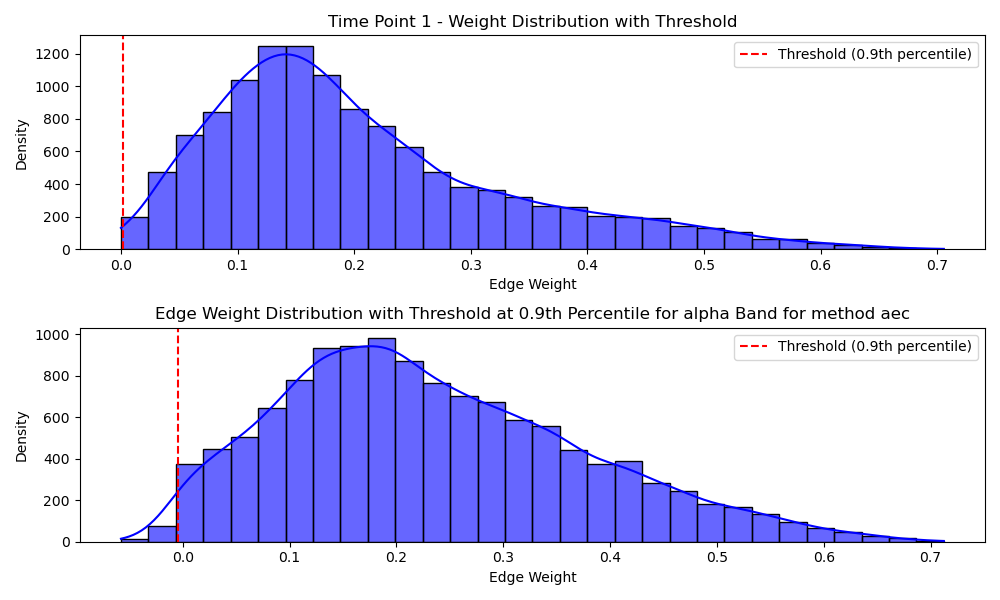 Time Point 1 - Weight Distribution with Threshold
Threshold (0.9th percentile)
Density
1200
1000
800
600
400
200
0
0.0 0.1 0.2 0.3 0.4 0.5 0.6 0.7
Edge Weight
Edge Weight Distribution with Threshold at 0.9th Percentile for alpha Band for method aec
Threshold (0.9th percentile)
Density
1000
800
600
400
200
0
0.0 0.1 0.2 0.3 0.4 0.5 0.6 0.7
Edge Weight